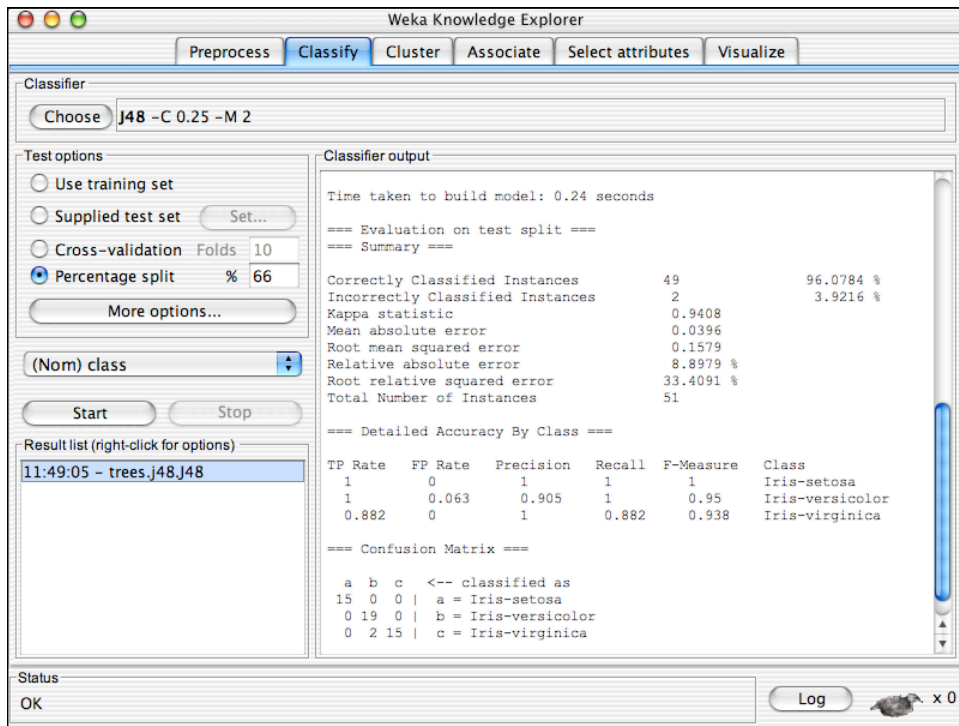 Weka Knowledge Explorer
Preprocess Classify Cluster Associate Select attributes Visualize
Classifier
Choose J48 -C 0.25 -M 2
Test options
Use training set
Supplied test set Set...
Cross-validation Folds 10
Percentage split % 66
More options...
(Nom) class
Start Stop
Result list (right-click for options)
11:49:05 - trees.j48.J48
Classifier output
Time taken to build model: 0.24 seconds
=== Evaluation on test split ===
=== Summary ===
Correctly Classified Instances 49 96.0784 %
Incorrectly Classified Instances 2 3.9216 %
Kappa statistic 0.9408
Mean absolute error 0.0396
Root mean squared error 0.1579
Relative absolute error 8.8979 %
Root relative squared error 33.4091 %
Total Number of Instances 51
=== Detailed Accuracy By Class ===
TP Rate FP Rate Precision Recall F-Measure Class
1 0 1 1 1 Iris-setosa
1 0.063 0.905 1 0.95 Iris-versicolor
0.882 0 1 0.882 0.938 Iris-virginica
=== Confusion Matrix ===
a b c <-- classified as
15 0 0 | a = Iris-setosa
0 19 0 | b = Iris-versicolor
0 2 15 | c = Iris-virginica
Status
OK
Log x 0